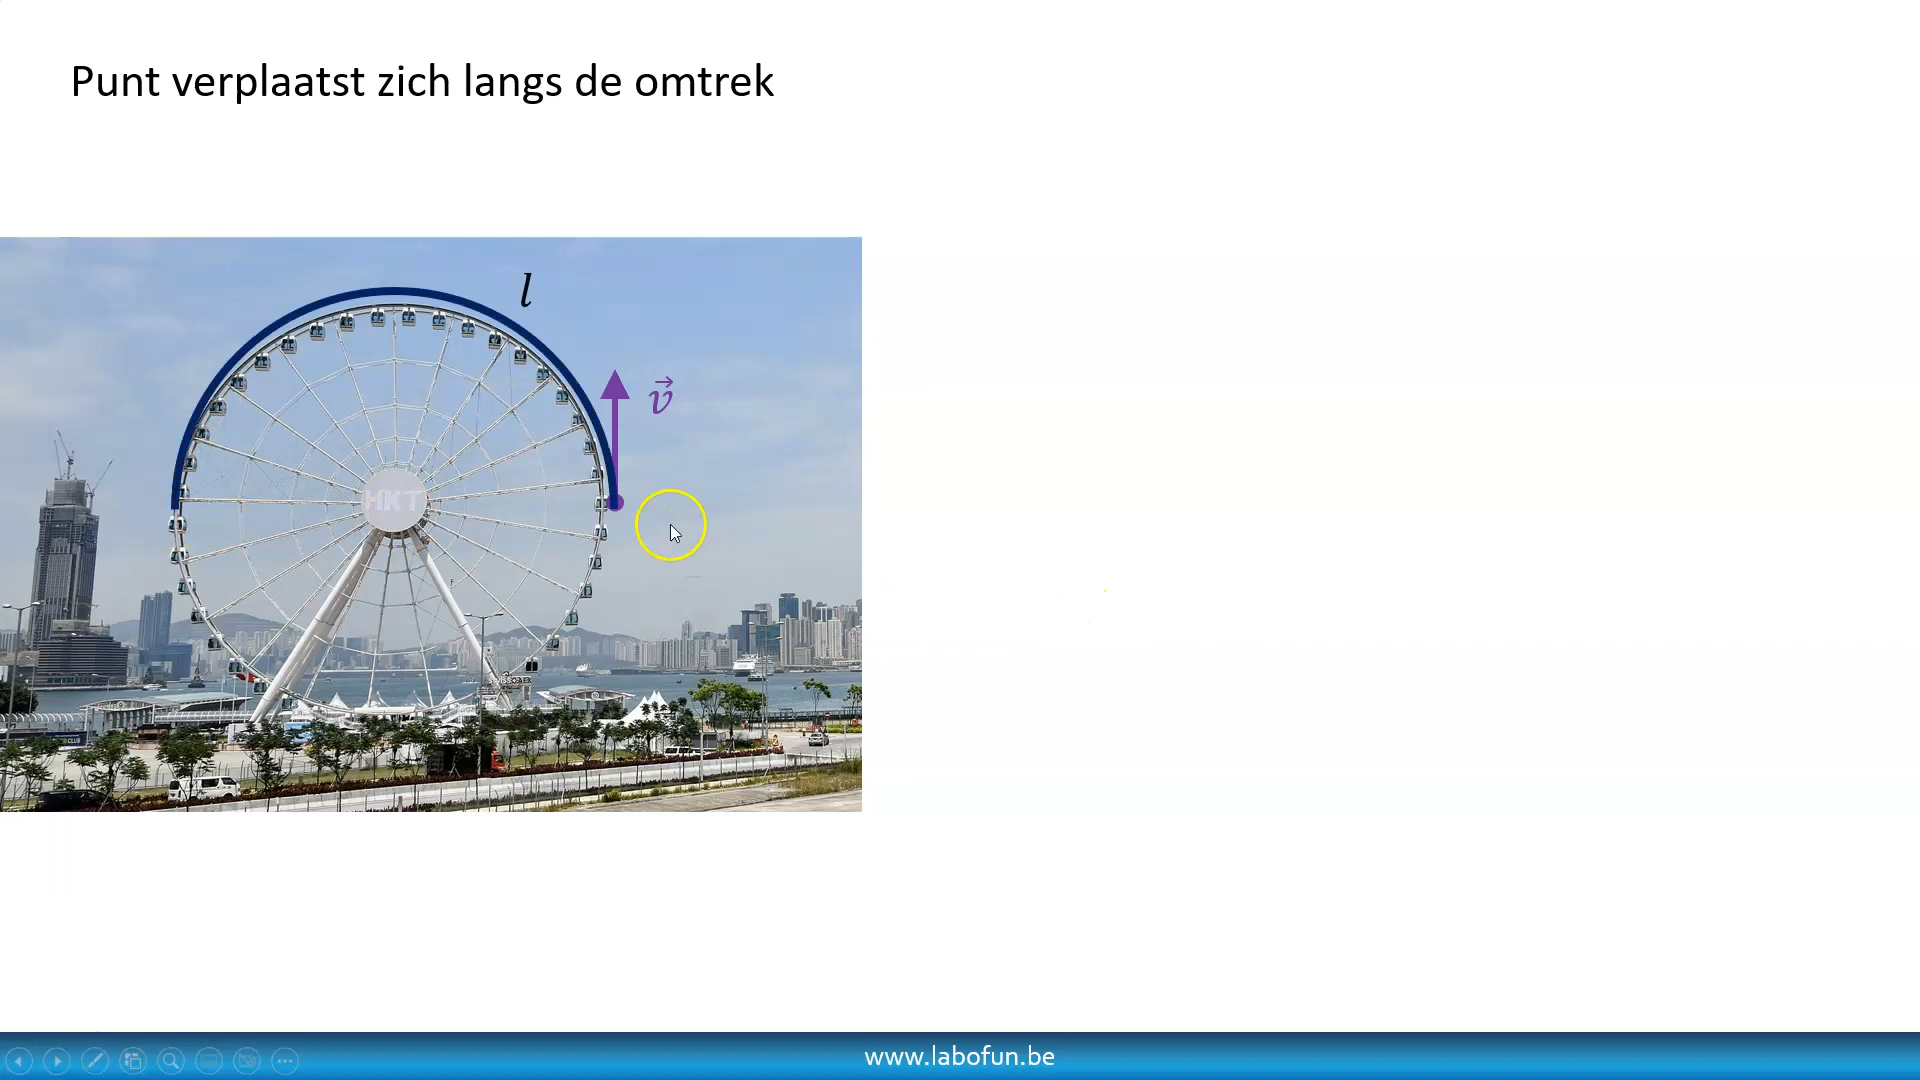 Punt verplaatst zich langs de omtrek
l
v⃗
HKT
www.labofun.be